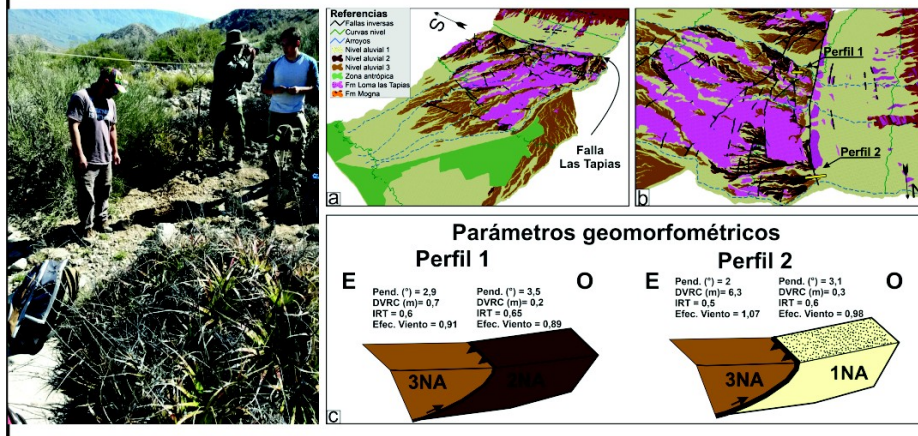 Referencias
Fallas inversas
Curvas nivel
Arroyos
Nivel aluvial 1
Nivel aluvial 2
Nivel aluvial 3
Zona antrópica
Fm Loma las Tapias
Fm Mogna
S
Falla
Las Tapias
a
Perfil 1
Perfil 2
N
b
Parámetros geomorfométricos
Perfil 1
E
O
Pend. (°) = 2,9
DVRC (m)= 0,7
IRT = 0,6
Efec. Viento = 0,91
Pend. (°) = 3,5
DVRC (m)= 0,2
IRT = 0,65
Efec. Viento = 0,89
3NA
2NA
Perfil 2
E
O
Pend. (°) = 2
DVRC (m)= 6,3
IRT = 0,5
Efec. Viento = 1,07
Pend. (°) = 3,1
DVRC (m)= 0,3
IRT = 0,6
Efec. Viento = 0,98
3NA
1NA
c